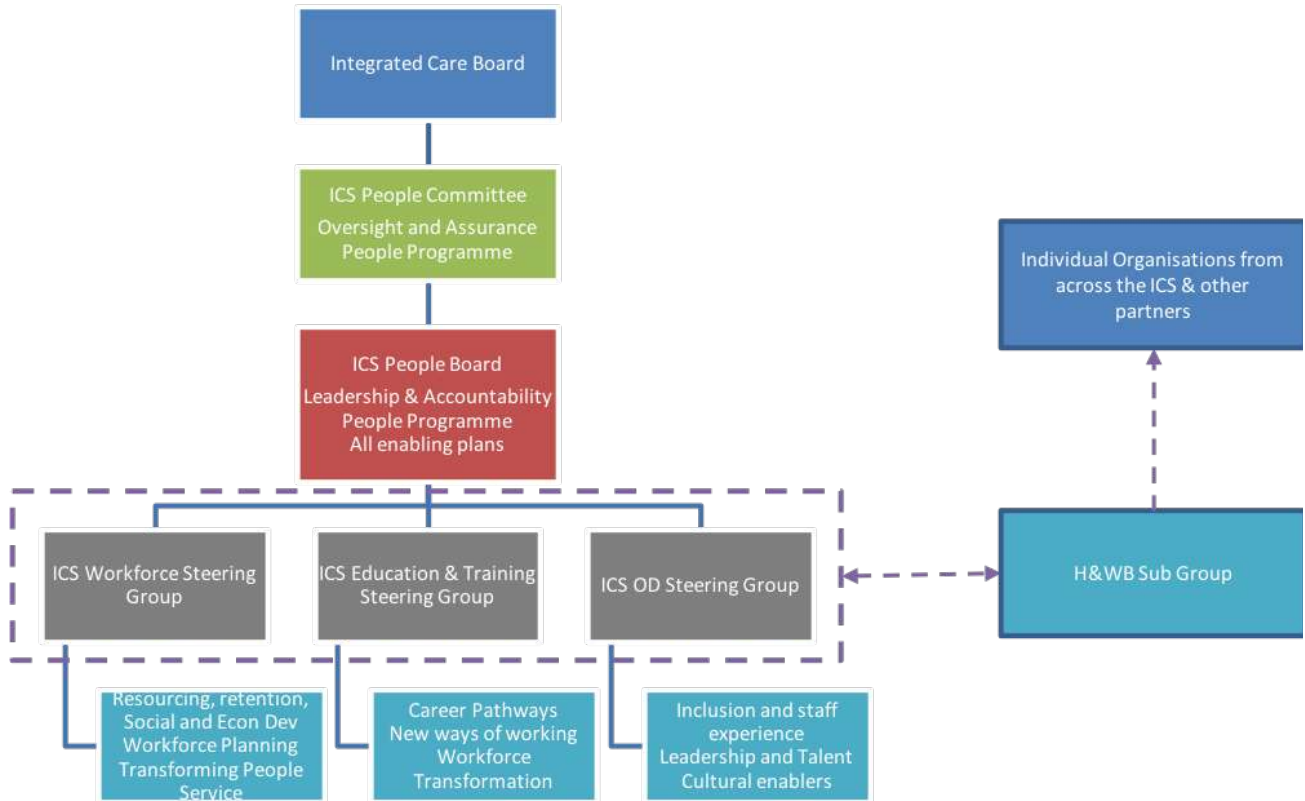 Integrated Care Board
ICS People Committee
Oversight and Assurance
People Programme
Individual Organisations from
across the ICS & other
partners
ICS People Board
Leadership & Accountability
People Programme
All enabling plans
ICS Workforce Steering
Group
ICS Education & Training
Steering Group
ICS OD Steering Group
H&WB Sub Group
Resourcing, retention,
Social and Econ Dev
Workforce Planning
Transforming People
Service
Career Pathways
New ways of working
Workforce
Transformation
Inclusion and staff
experience
Leadership and Talent
Cultural enablers